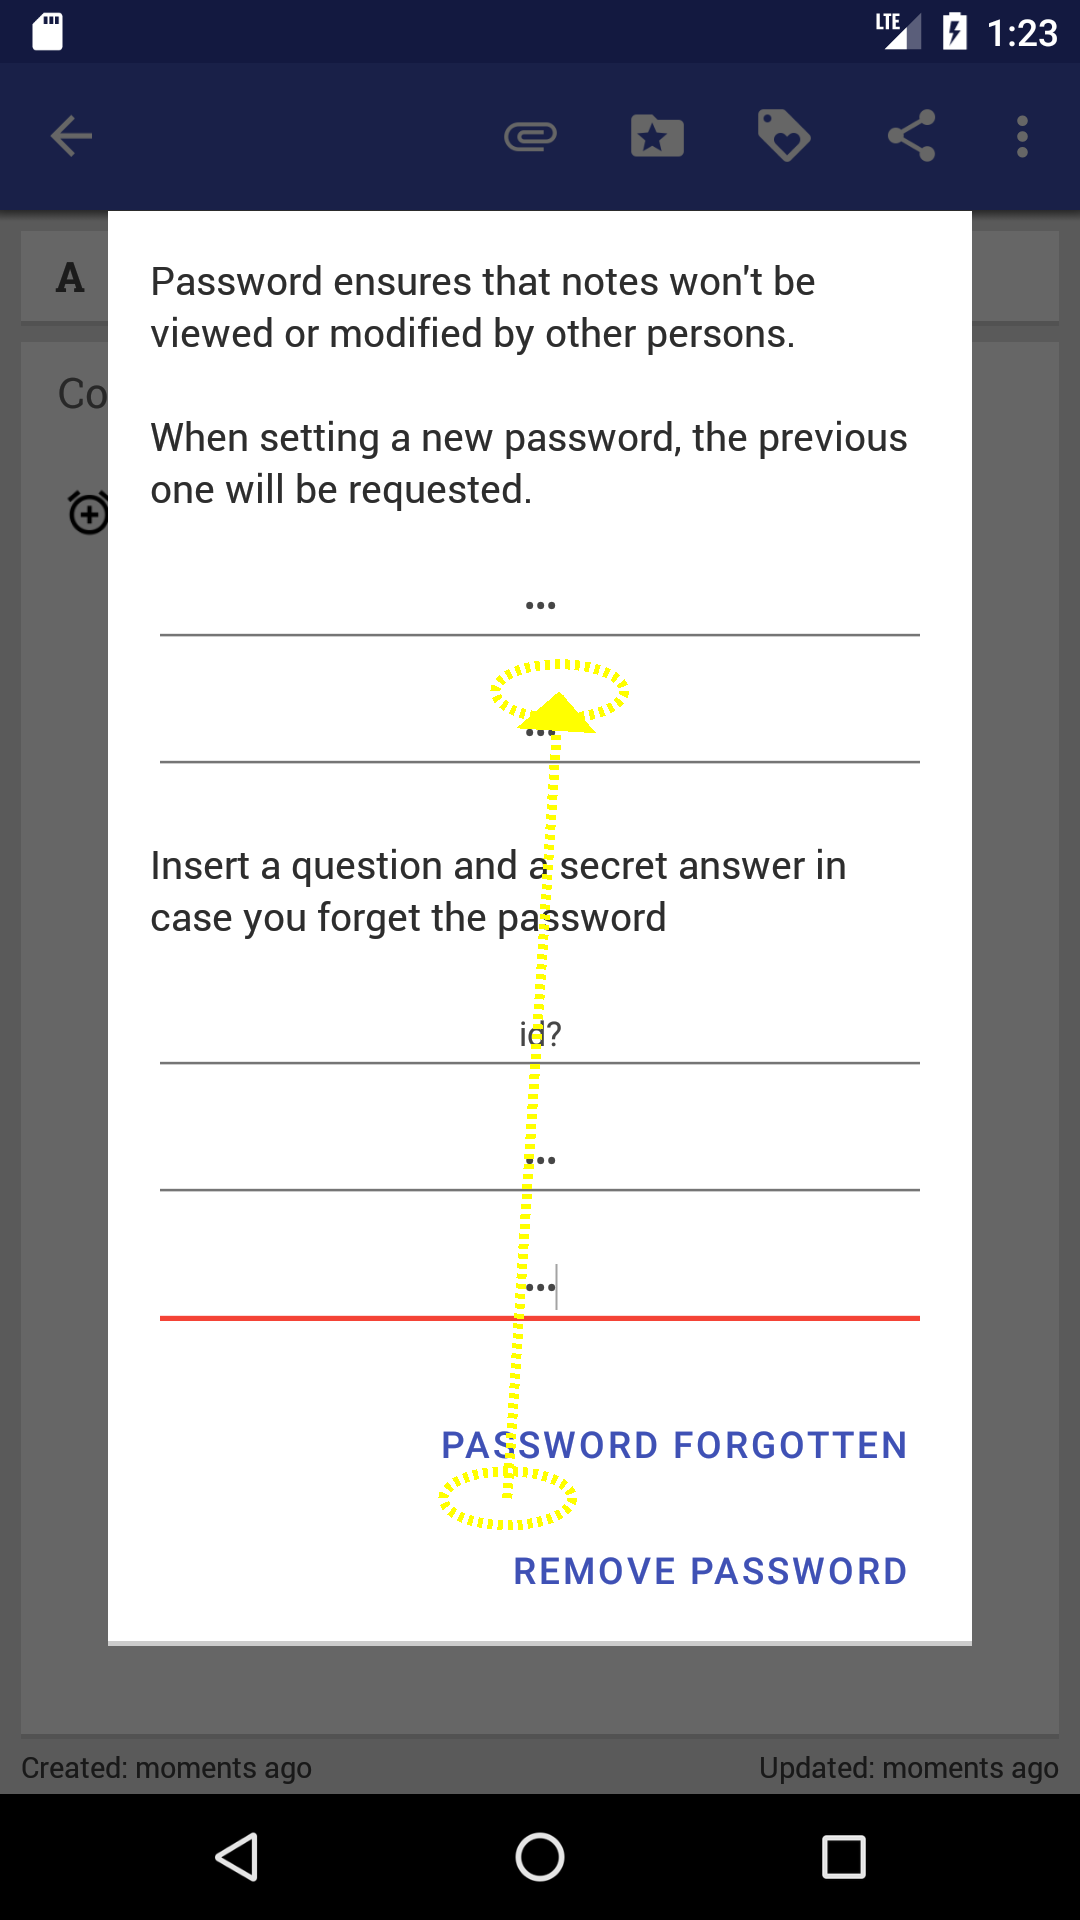 LTE 1:23
A
Password ensures that notes won't be
viewed or modified by other persons.
Co
When setting a new password, the previous
one will be requested.
•••
•••
Insert a question and a secret answer in
case you forget the password
id?
•••
•••
PASSWORD FORGOTTEN
REMOVE PASSWORD
Created: moments ago Updated: moments ago